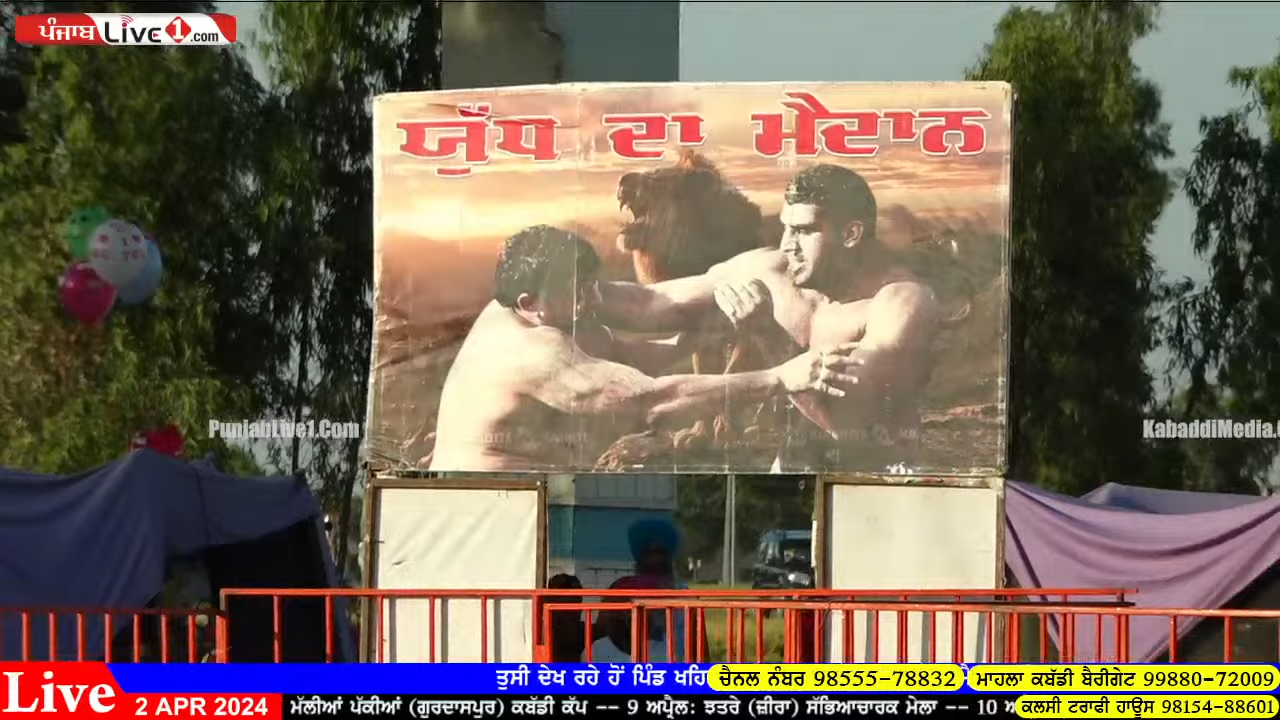 ਪੰਜਾਬ Live1.com
ਯੁੱਧ ਦਾ ਮੈਦਾਨ
PunjabLive1.Com
KabaddiMedia.
Live
2 APR 2024
ਤੁਸੀ ਦੇਖ ਰਹੇ ਹੋਂ ਪਿੰਡ
ਚੈਨਲ ਨੰਬਰ 98555-78832
ਮਾਹਲਾ ਕਬੱਡੀ ਬੈਰੀਗੇਟ 99880-72009
ਮੱਲੀਆਂ ਪੱਕੀਆਂ (ਗੁਰਦਾਸਪੁਰ) ਕਬੱਡੀ ਕੱਪ -- 9 ਅਪ੍ਰੈਲ: ਝਤਰੇ (ਜ਼ੀਰਾ) ਸੱਭਿਆਚਾਰਕ ਮੇਲਾ -- 10
ਕਲਸੀ ਟਰਾਫੀ ਹਾਊਸ 98154-88601